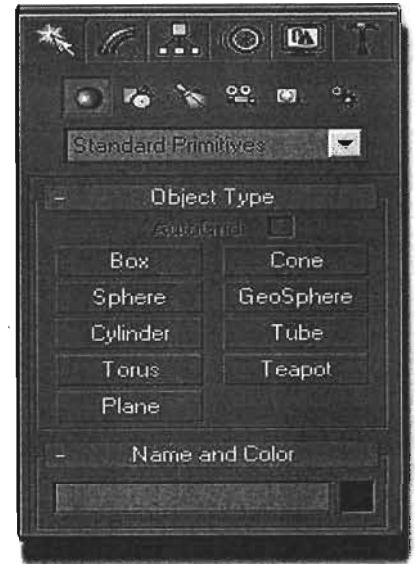 Standard Primitives
- Object Type
AutoGrid
Box Cone
Sphere GeoSphere
Cylinder Tube
Torus Teapot
Plane
- Name and Color